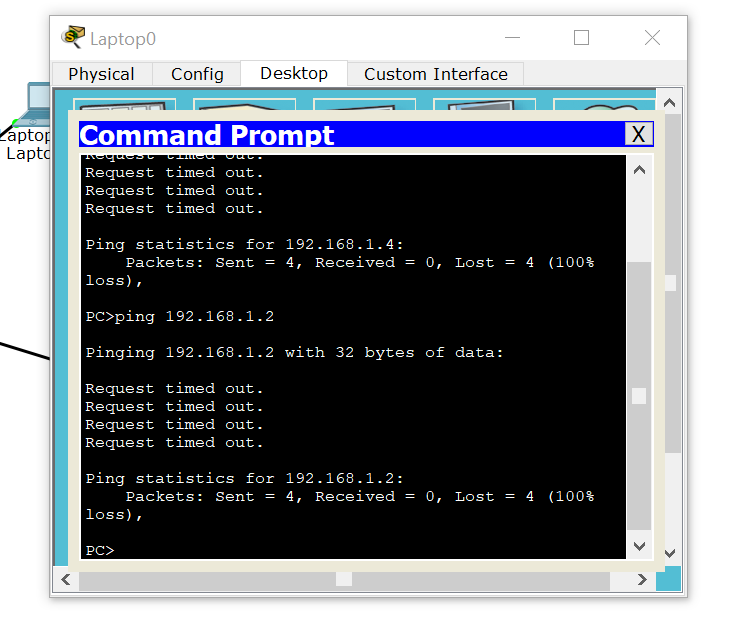 Laptop0
Physical
Config
Desktop
Custom Interface
Laptop
Lapto
Command Prompt
X
Request timed out.
Request timed out.
Request timed out.
Request timed out.
Ping statistics for 192.168.1.4:
Packets: Sent = 4, Received = 0, Lost = 4 (100%
loss),
PC>ping 192.168.1.2
Pinging 192.168.1.2 with 32 bytes of data:
Request timed out.
Request timed out.
Request timed out.
Request timed out.
Ping statistics for 192.168.1.2:
Packets: Sent = 4, Received = 0, Lost = 4 (100%
loss),
PC>